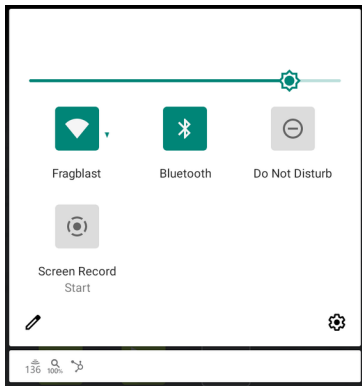 Fragblast
Bluetooth
Do Not Disturb
Screen Record
Start
136
100%